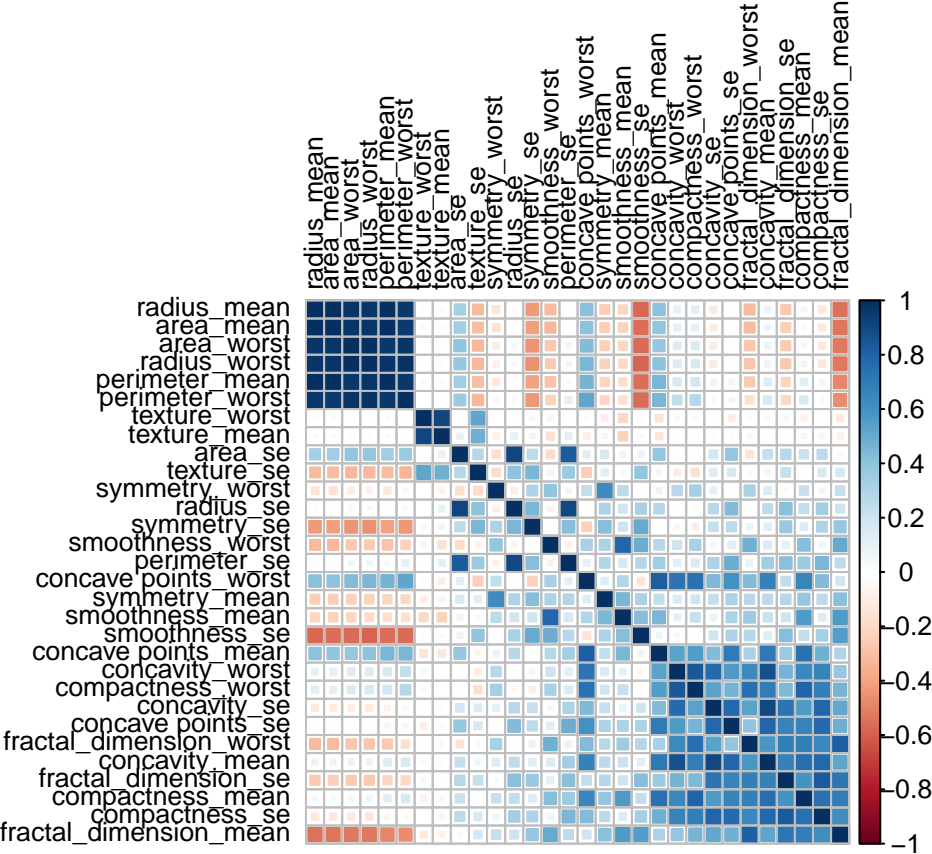 radius_mean
area_mean
area_worst
radius_worst
perimeter_mean
perimeter_worst
texture_worst
texture_mean
area_se
texture_se
symmetry_worst
radius_se
symmetry_se
smoothness_worst
perimeter_se
concave points_worst
symmetry_mean
smoothness_mean
smoothness_se
concave points_mean
concavity_worst
compactness_worst
concavity_se
concave points_se
fractal_dimension_worst
concavity_mean
fractal_dimension_se
compactness_mean
compactness_se
fractal_dimension_mean
radius_mean
area_mean
area_worst
radius_worst
perimeter_mean
perimeter_worst
texture_worst
texture_mean
area_se
texture_se
symmetry_worst
radius_se
symmetry_se
smoothness_worst
perimeter_se
concave points_worst
symmetry_mean
smoothness_mean
smoothness_se
concave points_mean
concavity_worst
compactness_worst
concavity_se
concave points_se
fractal_dimension_worst
concavity_mean
fractal_dimension_se
compactness_mean
compactness_se
fractal_dimension_mean
1
0.8
0.6
0.4
0.2
0
−0.2
−0.4
−0.6
−0.8
−1